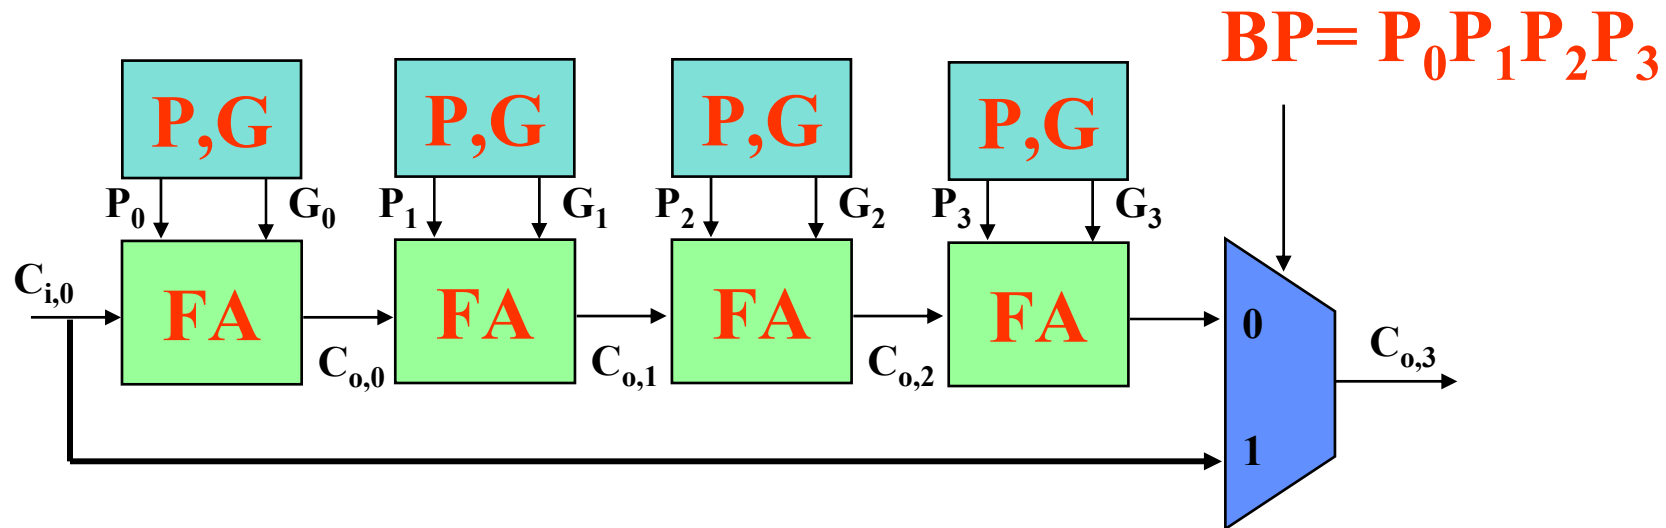 BP= P₀P₁P₂P₃
P,G P,G P,G P,G
P₀ G₀ P₁ G₁ P₂ G₂ P₃ G₃
Cᵢ,₀
FA FA FA FA
0
Cₒ,₀ Cₒ,₁ Cₒ,₂ Cₒ,₃
1